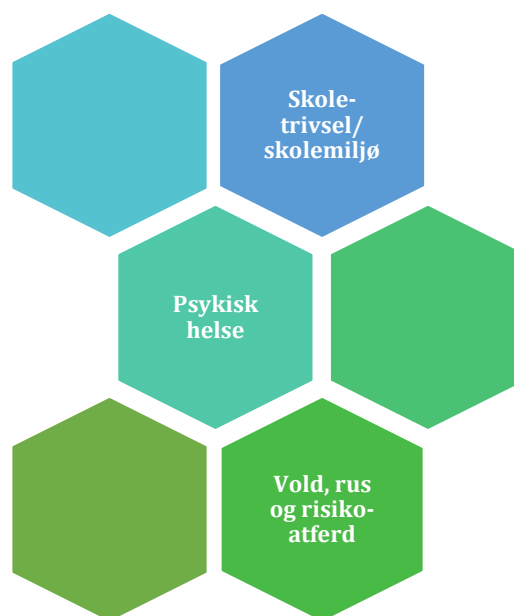 Skole-
trivsel/
skolemiljø
Psykisk
helse
Vold, rus
og risiko-
atferd